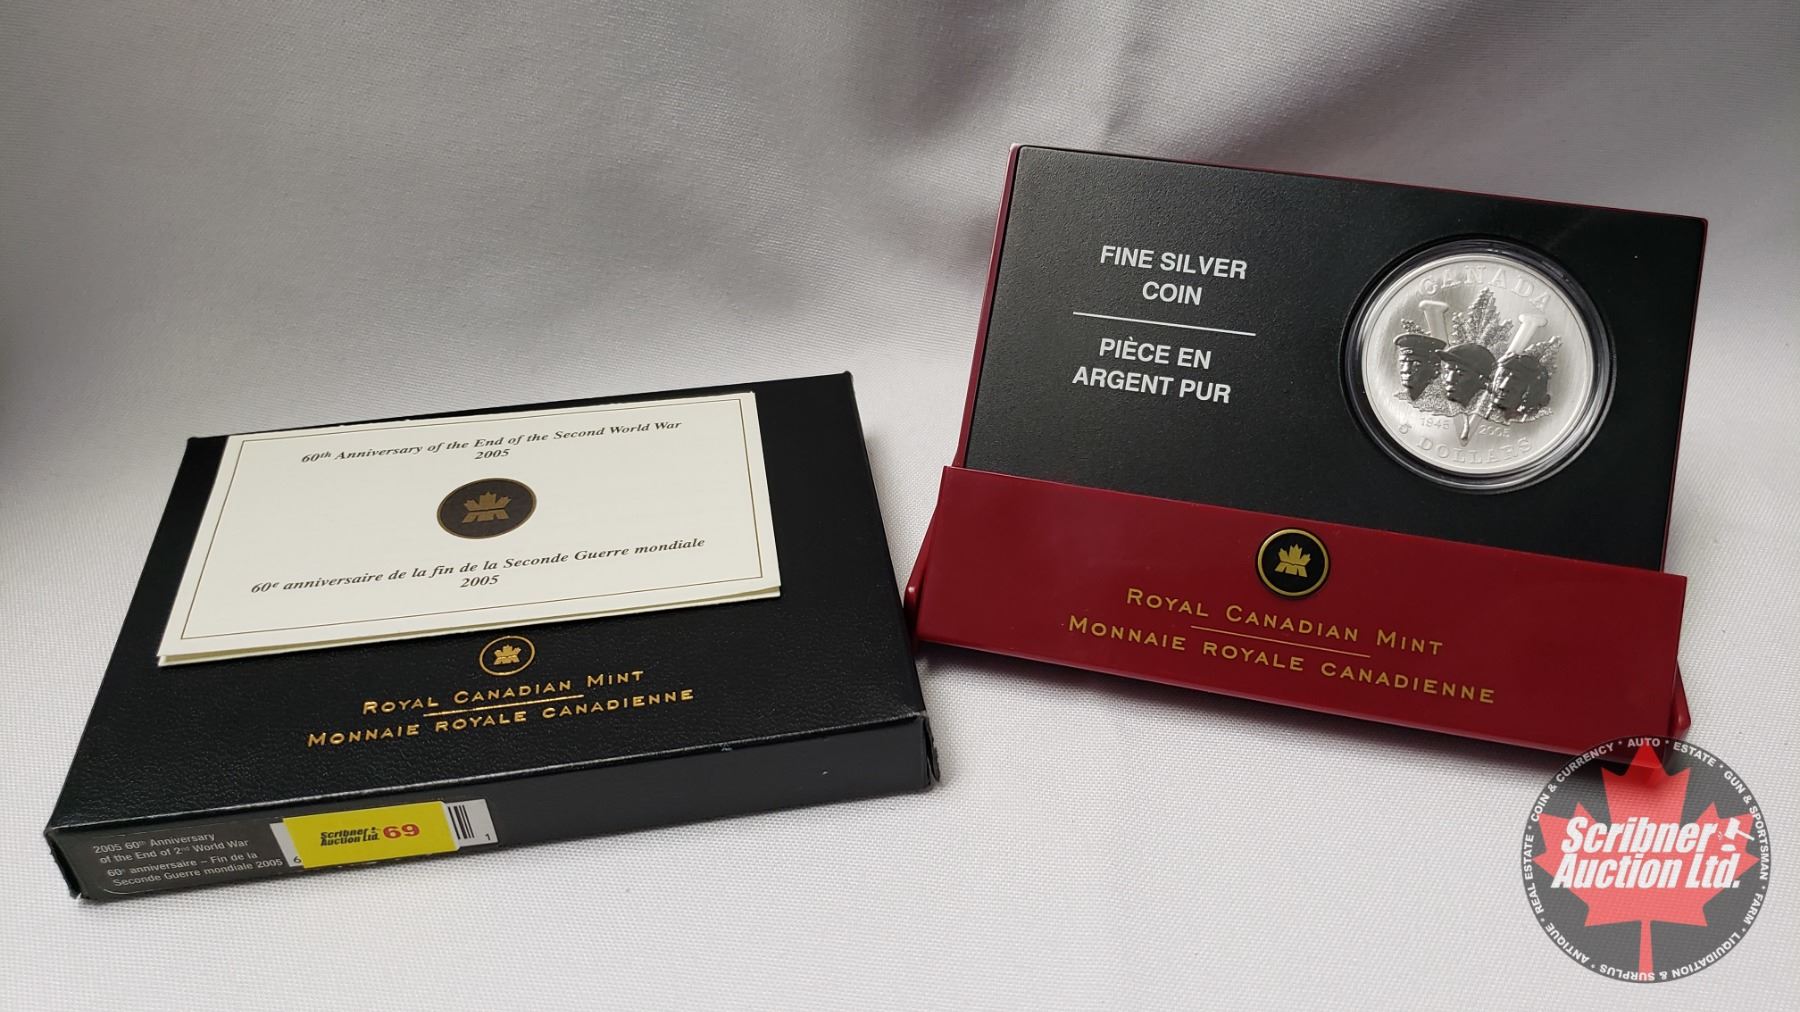 60th Anniversary of the End of the Second World War
2005
60e anniversaire de la fin de la Seconde Guerre mondiale
2005
ROYAL CANADIAN MINT
MONNAIE ROYALE CANADIENNE
2005 60th Anniversary
of the End of 2nd World War
60e anniversaire – Fin de la
Seconde Guerre mondiale 2005
6
Scribner
Auction Ltd.
69
1
FINE SILVER
COIN
PIÈCE EN
ARGENT PUR
CANADA
1945 2005
5 DOLLARS
ROYAL CANADIAN MINT
MONNAIE ROYALE CANADIENNE
Scribner
Auction Ltd.
COIN & CURRENCY * AUTO * ESTATE * GUN & SPORTSMAN * FARM * LIQUIDATION & SURPLUS * ANTIQUE * REAL ESTATE *